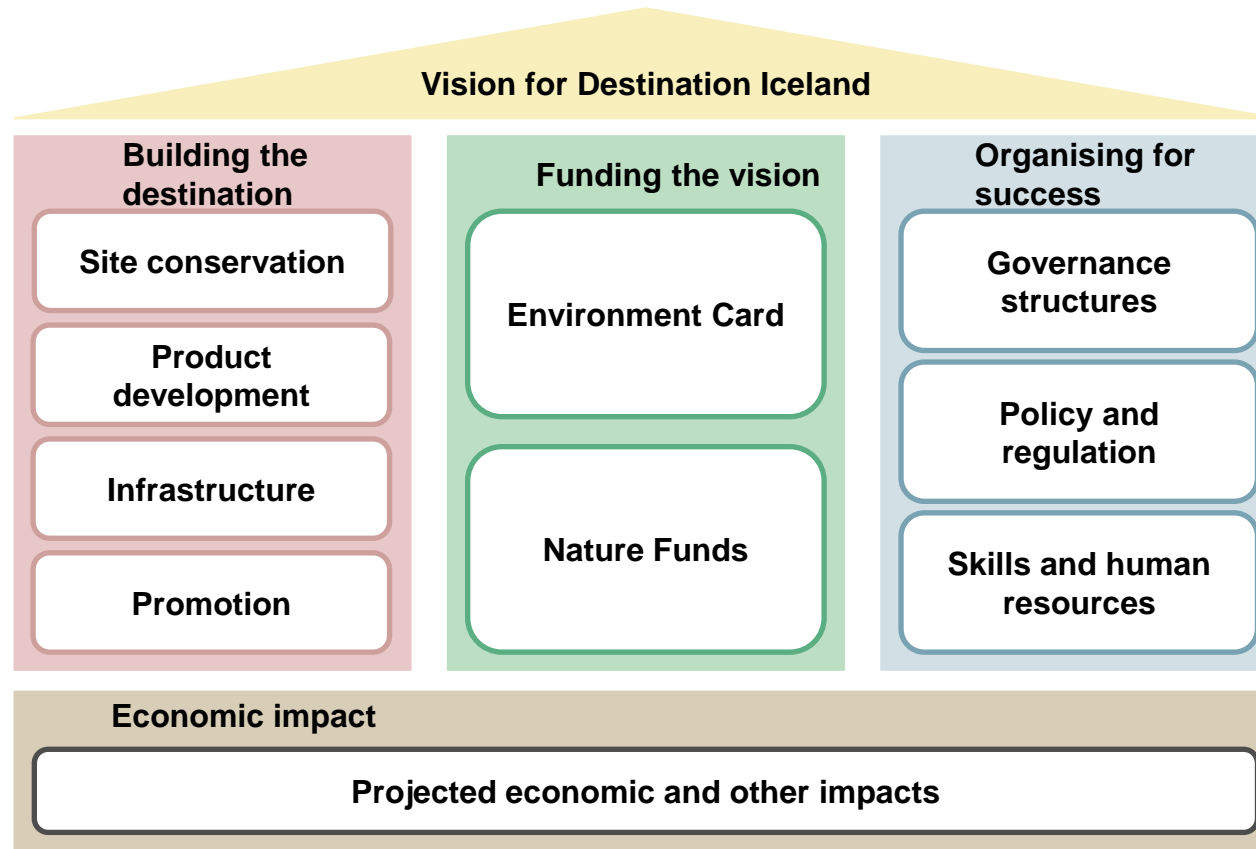 Vision for Destination Iceland
Building the
destination
Site conservation
Product
development
Infrastructure
Promotion
Funding the vision
Environment Card
Nature Funds
Organising for
success
Governance
structures
Policy and
regulation
Skills and human
resources
Economic impact
Projected economic and other impacts